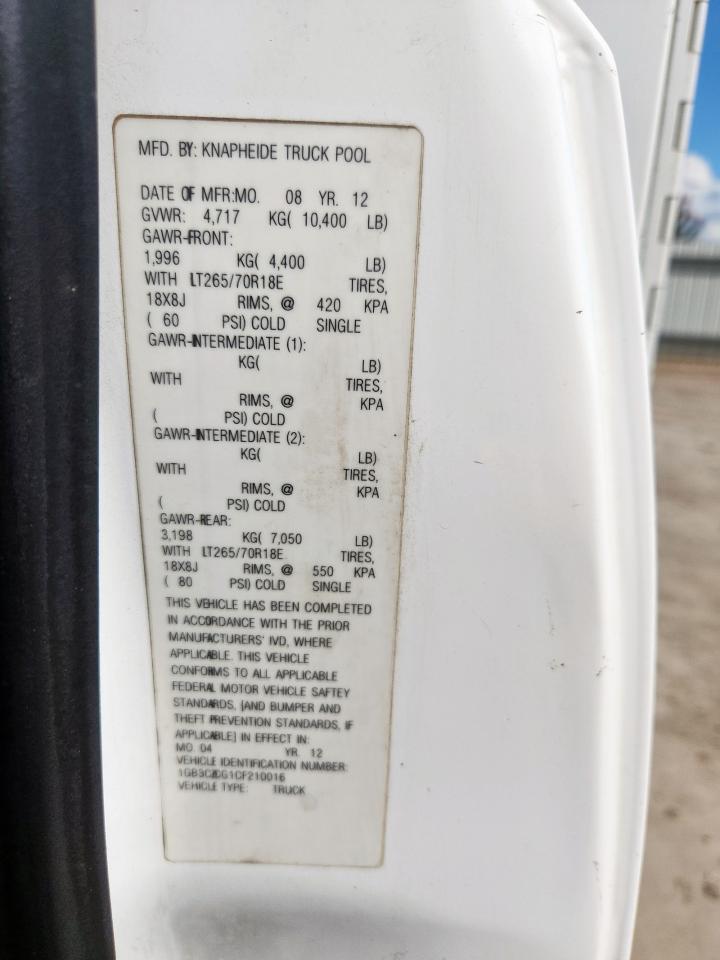 MFD. BY: KNAPHEIDE TRUCK POOL
DATE OF MFR:MO. 08 YR. 12
GVWR: 4,717 KG( 10,400 LB)
GAWR-FRONT:
1,996 KG( 4,400 LB)
WITH LT265/70R18E TIRES,
18X8J RIMS, @ 420 KPA
( 60 PSI) COLD SINGLE
GAWR-INTERMEDIATE (1):
KG( LB)
WITH TIRES,
RIMS, @ KPA
( PSI) COLD
GAWR-INTERMEDIATE (2):
KG( LB)
WITH TIRES,
RIMS, @ KPA
( PSI) COLD
GAWR-REAR:
3,198 KG( 7,050 LB)
WITH LT265/70R18E TIRES,
18X8J RIMS, @ 550 KPA
( 80 PSI) COLD SINGLE
THIS VEHICLE HAS BEEN COMPLETED
IN ACCORDANCE WITH THE PRIOR
MANUFACTURERS' IVD, WHERE
APPLICABLE. THIS VEHICLE
CONFORMS TO ALL APPLICABLE
FEDERAL MOTOR VEHICLE SAFTEY
STANDARDS, [AND BUMPER AND
THEFT PREVENTION STANDARDS, IF
APPLICABLE] IN EFFECT IN:
MO. 04 YR. 12
VEHICLE IDENTIFICATION NUMBER:
VEHICLE TYPE: TRUCK